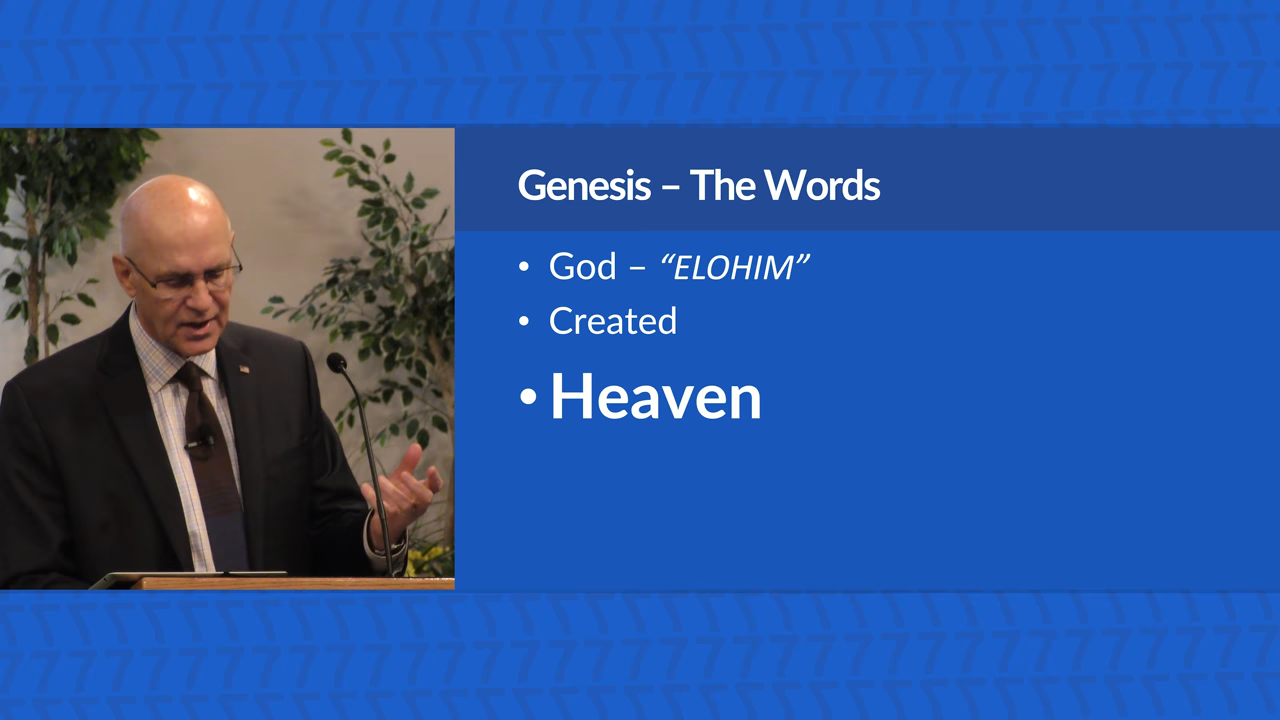 Genesis – The Words
• God – “ELOHIM”
• Created
• Heaven